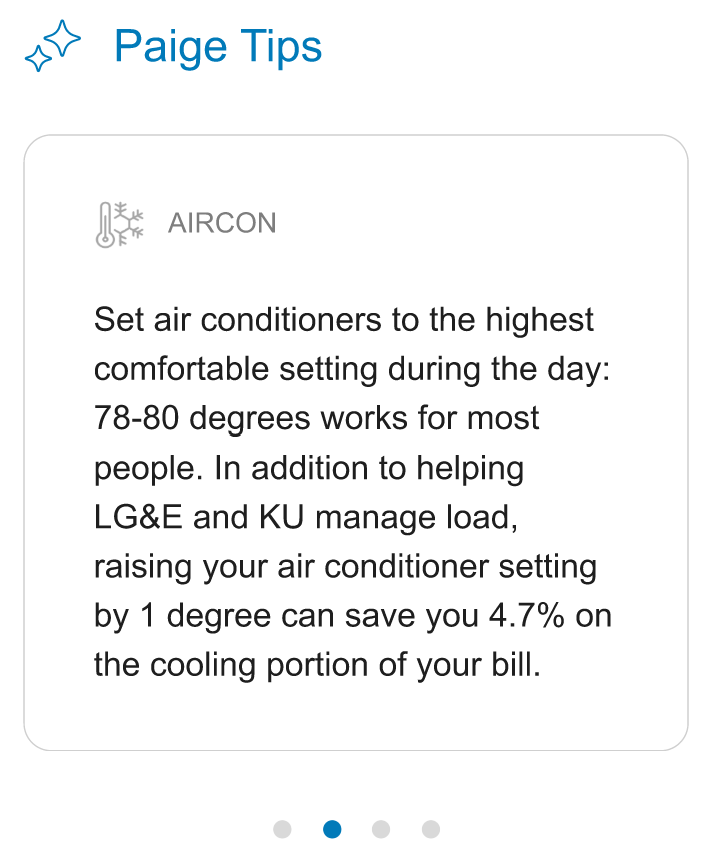 Paige Tips
AIRCON
Set air conditioners to the highest
comfortable setting during the day:
78-80 degrees works for most
people. In addition to helping
LG&E and KU manage load,
raising your air conditioner setting
by 1 degree can save you 4.7% on
the cooling portion of your bill.